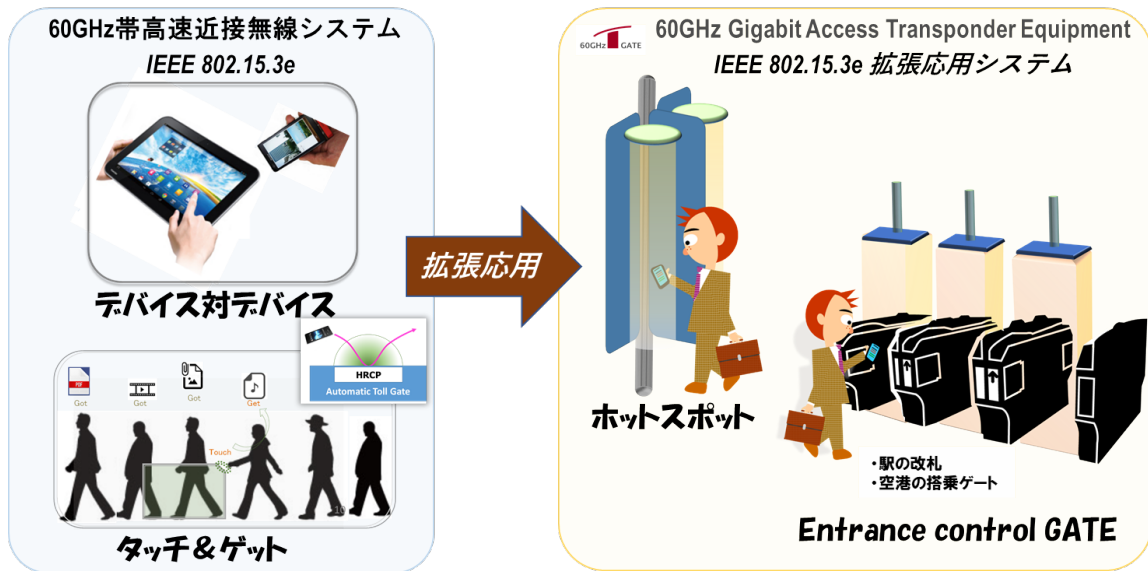 60GHz帯高速近接無線システム
IEEE 802.15.3e
デバイス対デバイス
HRCP
Automatic Toll Gate
PDF
Got
Got
Got
Get
Touch
10
タッチ&ゲット
拡張応用
60GHz GATE
60GHz Gigabit Access Transponder Equipment
IEEE 802.15.3e 拡張応用システム
ホットスポット
・駅の改札
・空港の搭乗ゲート
Entrance control GATE